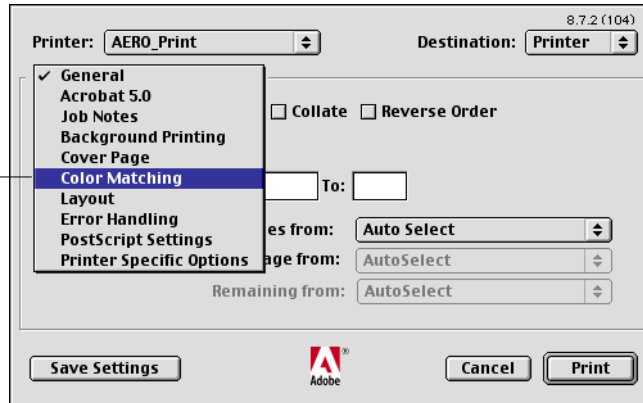 8.7.2 (104)
Printer: AERO_Print Destination: Printer
✓ General
Acrobat 5.0
Job Notes Collate Reverse Order
Background Printing
Cover Page
Color Matching To:
Layout
Error Handling es from: Auto Select
PostScript Settings
Printer Specific Options age from: AutoSelect
Remaining from: AutoSelect
Save Settings Adobe® Cancel Print